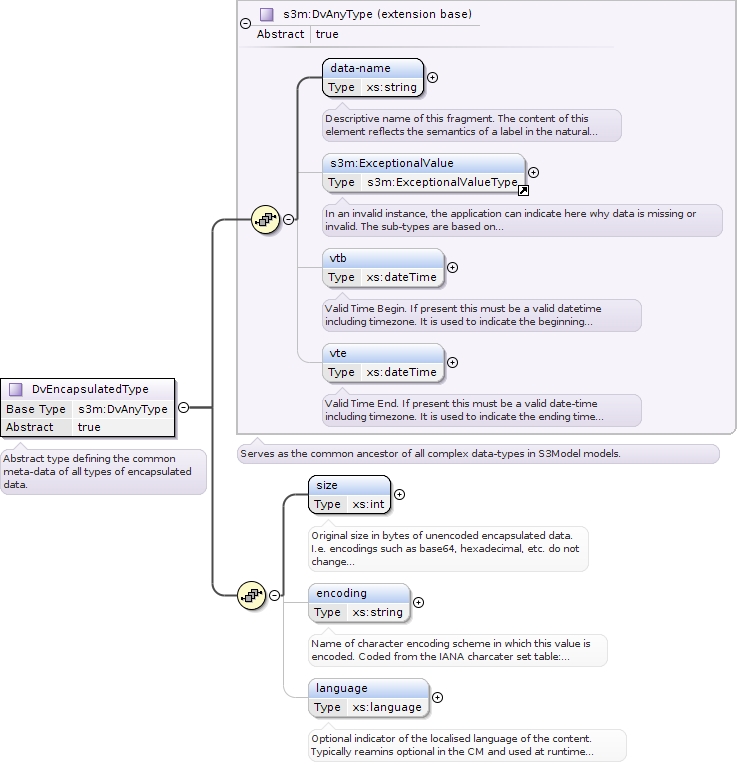 s3m:DvAnyType (extension base)
Abstract true
data-name
Type xs:string
Descriptive name of this fragment. The content of this
element reflects the semantics of a label in the natural...
s3m:ExceptionalValue
Type s3m:ExceptionalValueType
In an invalid instance, the application can indicate here why data is missing or
invalid. The sub-types are based on...
vtb
Type xs:dateTime
Valid Time Begin. If present this must be a valid datetime
including timezone. It is used to indicate the beginning...
vte
Type xs:dateTime
Valid Time End. If present this must be a valid date-time
including timezone. It is used to indicate the ending time...
DvEncapsulatedType
Base Type s3m:DvAnyType
Abstract true
Abstract type defining the common
meta-data of all types of encapsulated
data.
Serves as the common ancestor of all complex data-types in S3Model models.
size
Type xs:int
Original size in bytes of unencoded encapsulated data.
I.e. encodings such as base64, hexadecimal, etc. do not
change...
encoding
Type xs:string
Name of character encoding scheme in which this value is
encoded. Coded from the IANA charcater set table:...
language
Type xs:language
Optional indicator of the localised language of the content.
Typically reamins optional in the CM and used at runtime...